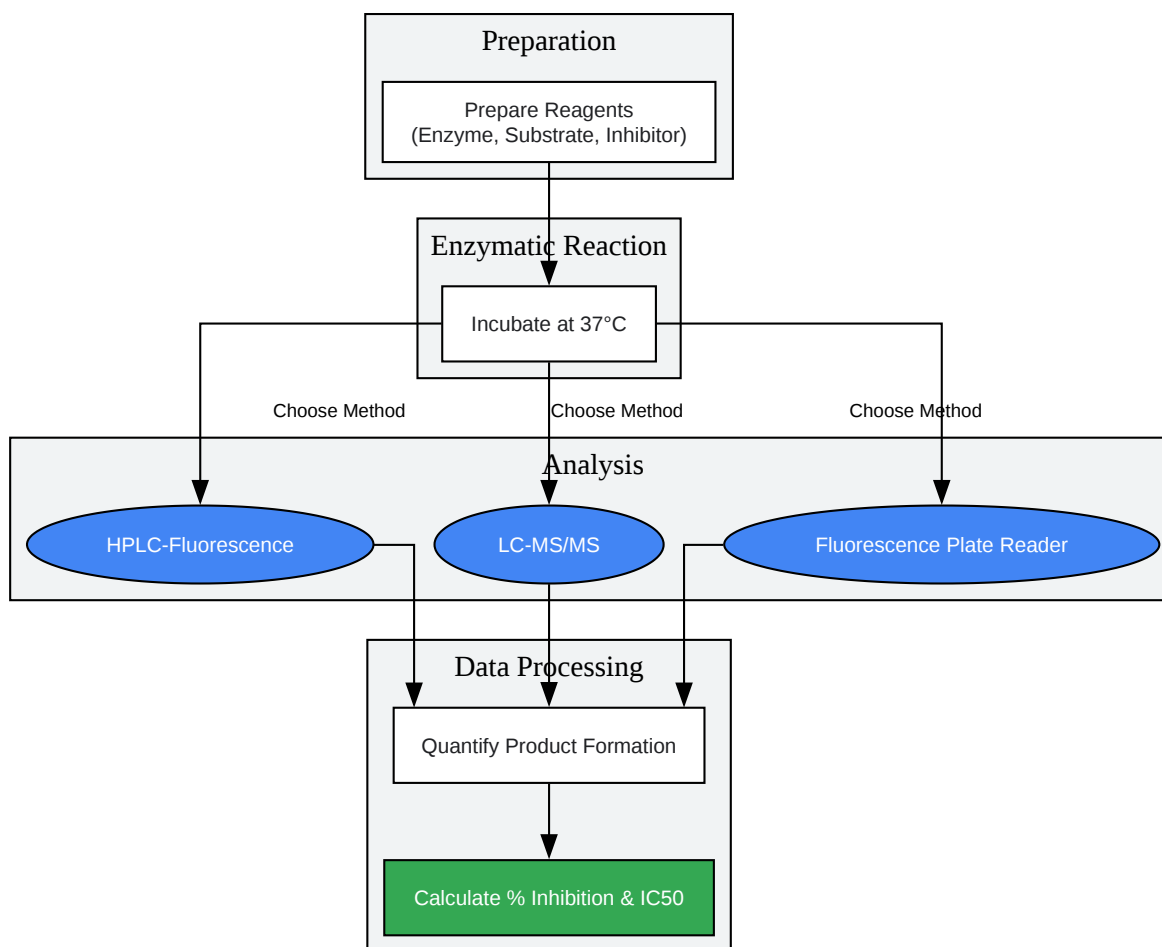 Preparation
Prepare Reagents
(Enzyme, Substrate, Inhibitor)
Enzymatic Reaction
Incubate at 37°C
Choose Method
Choose Method
Choose Method
Analysis
HPLC-Fluorescence
LC-MS/MS
Fluorescence Plate Reader
Data Processing
Quantify Product Formation
Calculate % Inhibition & IC50